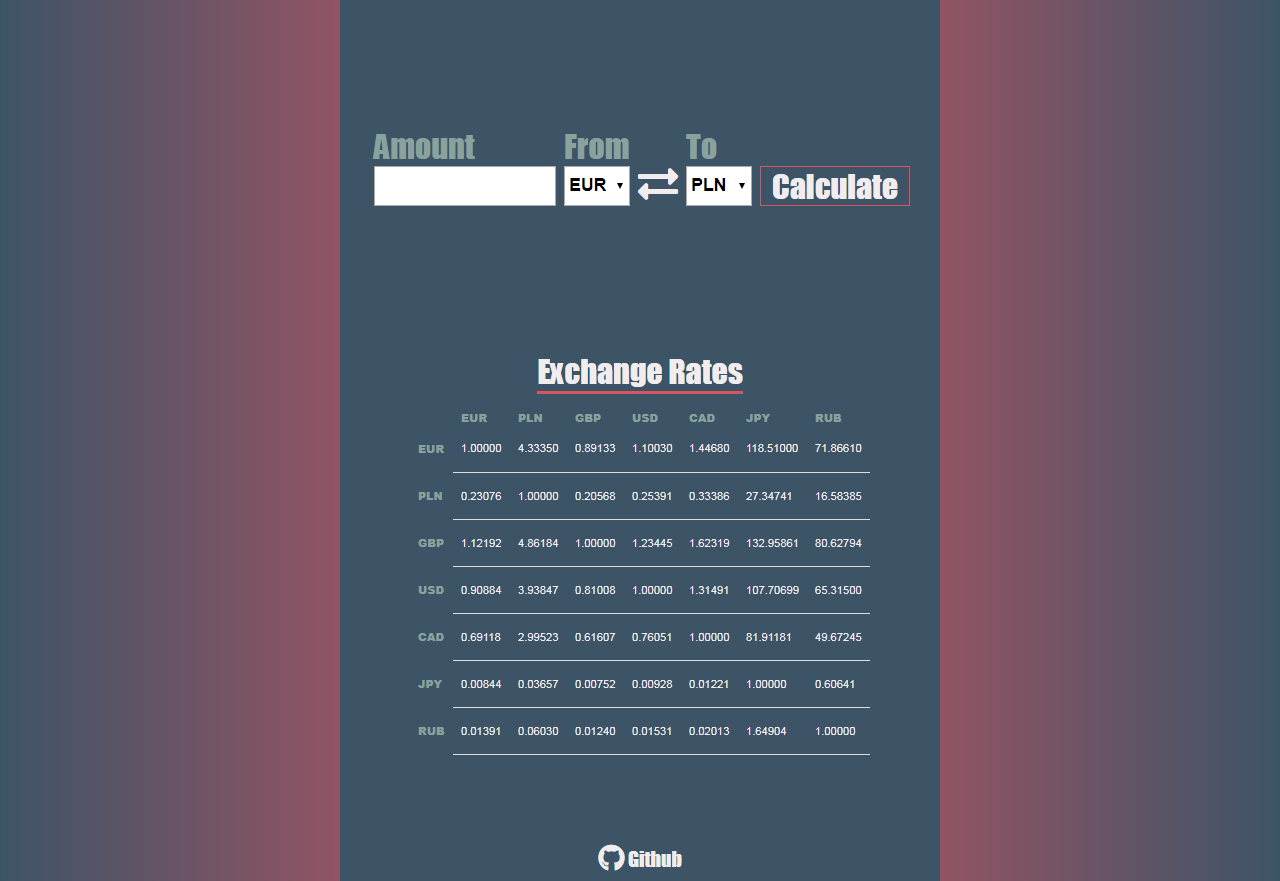 Amount From To
EUR PLN Calculate
Exchange Rates
EUR PLN GBP USD CAD JPY RUB
EUR 1.00000 4.33350 0.89133 1.10030 1.44680 118.51000 71.86610
PLN 0.23076 1.00000 0.20568 0.25391 0.33386 27.34741 16.58385
GBP 1.12192 4.86184 1.00000 1.23445 1.62319 132.95861 80.62794
USD 0.90884 3.93847 0.81008 1.00000 1.31491 107.70699 65.31500
CAD 0.69118 2.99523 0.61607 0.76051 1.00000 81.91181 49.67245
JPY 0.00844 0.03657 0.00752 0.00928 0.01221 1.00000 0.60641
RUB 0.01391 0.06030 0.01240 0.01531 0.02013 1.64904 1.00000
Github